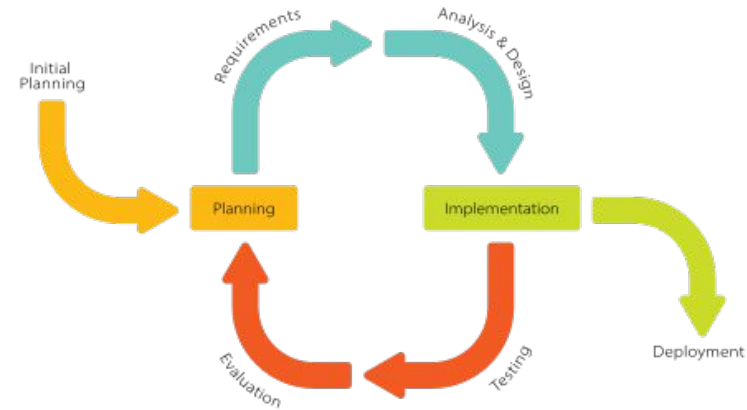 Requirements
Analysis & Design
Initial
Planning
Planning
Implementation
Evaluation
Testing
Deployment